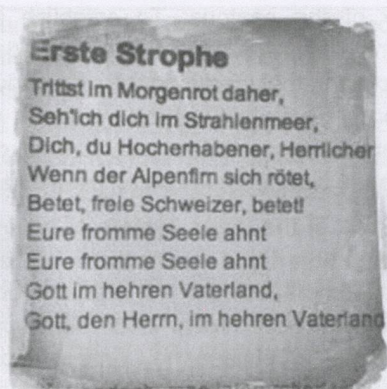 Erste Strophe
Trittst im Morgenrot daher,
Seh'ich dich im Strahlenmeer,
Dich, du Hocherhabener, Herrlicher
Wenn der Alpenfirn sich rötet,
Betet, freie Schweizer, betet!
Eure fromme Seele ahnt
Eure fromme Seele ahnt
Gott im hehren Vaterland,
Gott, den Herrn, im hehren Vaterland